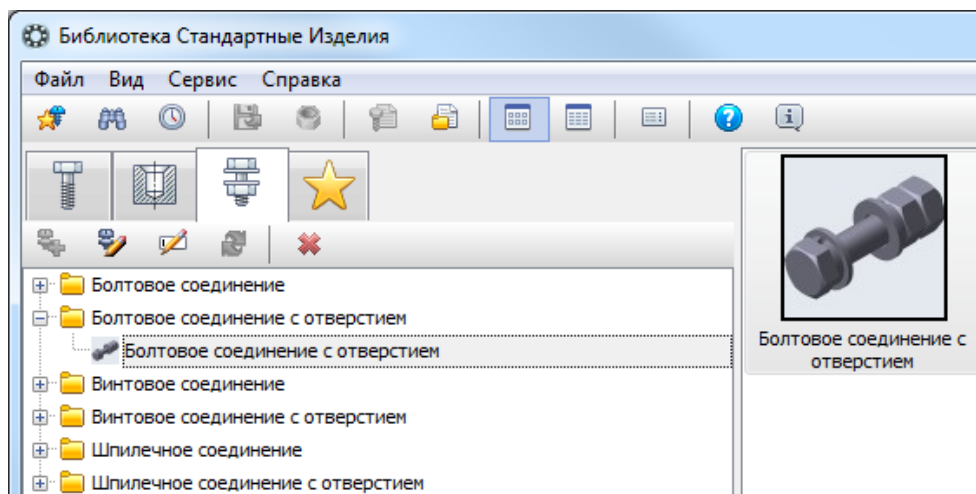 Библиотека Стандартные Изделия
Файл Вид Сервис Справка
Болтовое соединение
Болтовое соединение с отверстием
Болтовое соединение с отверстием
Винтовое соединение
Винтовое соединение с отверстием
Шпилечное соединение
Шпилечное соединение с отверстием
Болтовое соединение с
отверстием